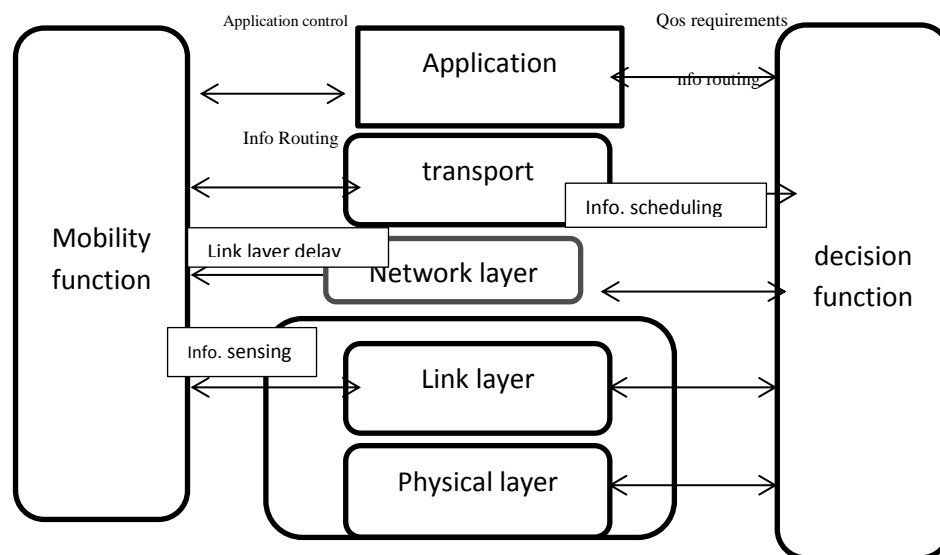 Application control
Qos requirements
Application
nfo routing
Info Routing
transport
Info. scheduling
Mobility
function
Link layer delay
Network layer
decision
function
Info. sensing
Link layer
Physical layer